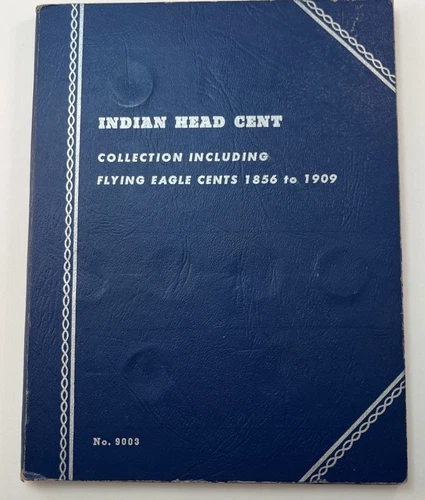 INDIAN HEAD CENT
COLLECTION INCLUDING
FLYING EAGLE CENTS 1856 to 1909
No. 9003